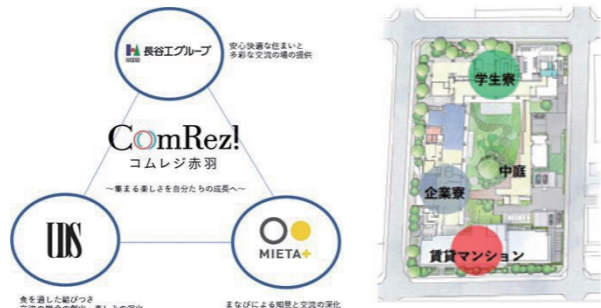 長谷工グループ
安心快適な住まいと
多彩な交流の場の提供
ComRez!
コムレジ赤羽
〜集まる楽しさを自分たちの成長へ〜
UDS
食を通した結びつき
MIETA+
まなびによる知見と交流の深化
学生寮
中庭
企業寮
賃貸マンション